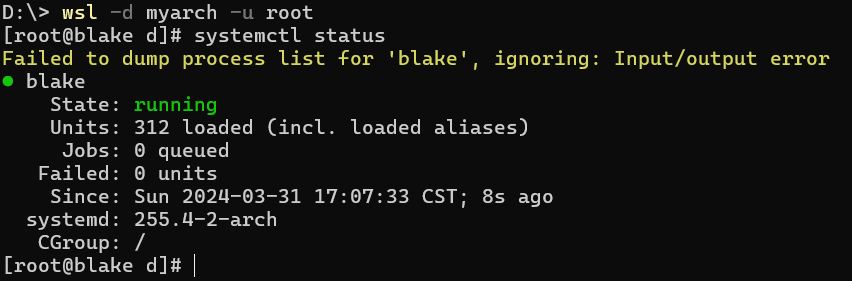 D:\> wsl -d myarch -u root
[root@blake d]# systemctl status
Failed to dump process list for 'blake', ignoring: Input/output error
● blake
    State: running
    Units: 312 loaded (incl. loaded aliases)
     Jobs: 0 queued
   Failed: 0 units
    Since: Sun 2024-03-31 17:07:33 CST; 8s ago
  systemd: 255.4-2-arch
   CGroup: /
[root@blake d]#